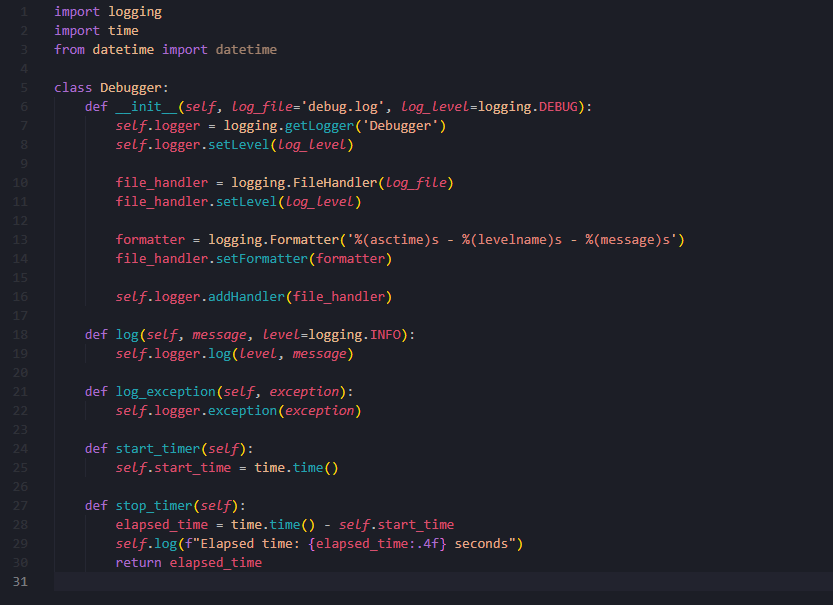 1 import logging
2 import time
3 from datetime import datetime
4
5 class Debugger:
6     def __init__(self, log_file='debug.log', log_level=logging.DEBUG):
7         self.logger = logging.getLogger('Debugger')
8         self.logger.setLevel(log_level)
9
10         file_handler = logging.FileHandler(log_file)
11         file_handler.setLevel(log_level)
12
13         formatter = logging.Formatter('%(asctime)s - %(levelname)s - %(message)s')
14         file_handler.setFormatter(formatter)
15
16         self.logger.addHandler(file_handler)
17
18     def log(self, message, level=logging.INFO):
19         self.logger.log(level, message)
20
21     def log_exception(self, exception):
22         self.logger.exception(exception)
23
24     def start_timer(self):
25         self.start_time = time.time()
26
27     def stop_timer(self):
28         elapsed_time = time.time() - self.start_time
29         self.log(f"Elapsed time: {elapsed_time:.4f} seconds")
30         return elapsed_time
31